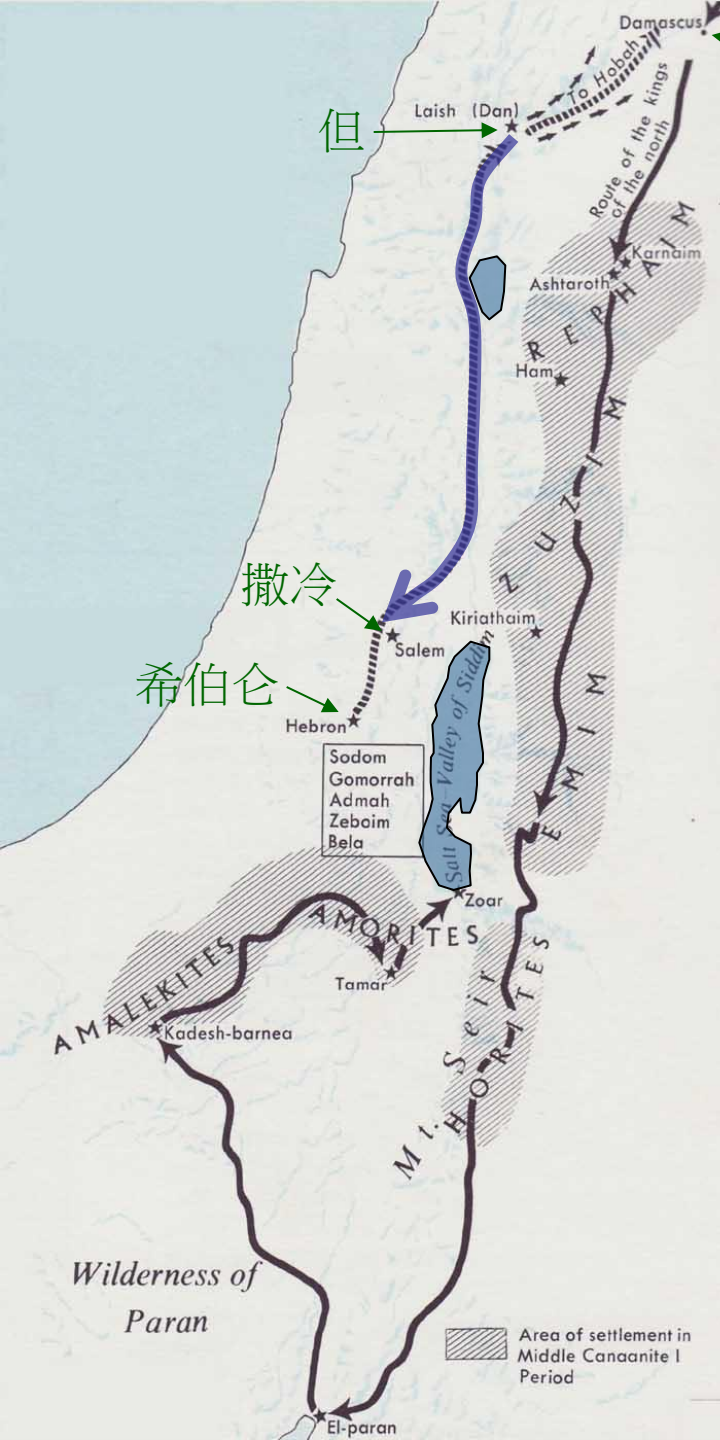 Damascus
To Hobah
Laish (Dan)
但
Route of the kings
of the north
Karnaim
Ashtaroth
REPHAIM
Ham
ZUZIM
撒冷
Kiriathaim
Salem
希伯仑
Hebron
Sodom
Gomorrah
Admah
Zeboim
Bela
Salt Sea-Valley of Siddim
EMIM
Zoar
AMORITES
Tamar
AMALEKITES
Kadesh-barnea
Mt. Seir
HORITES
Wilderness of
Paran
Area of settlement in
Middle Canaanite I
Period
El-paran